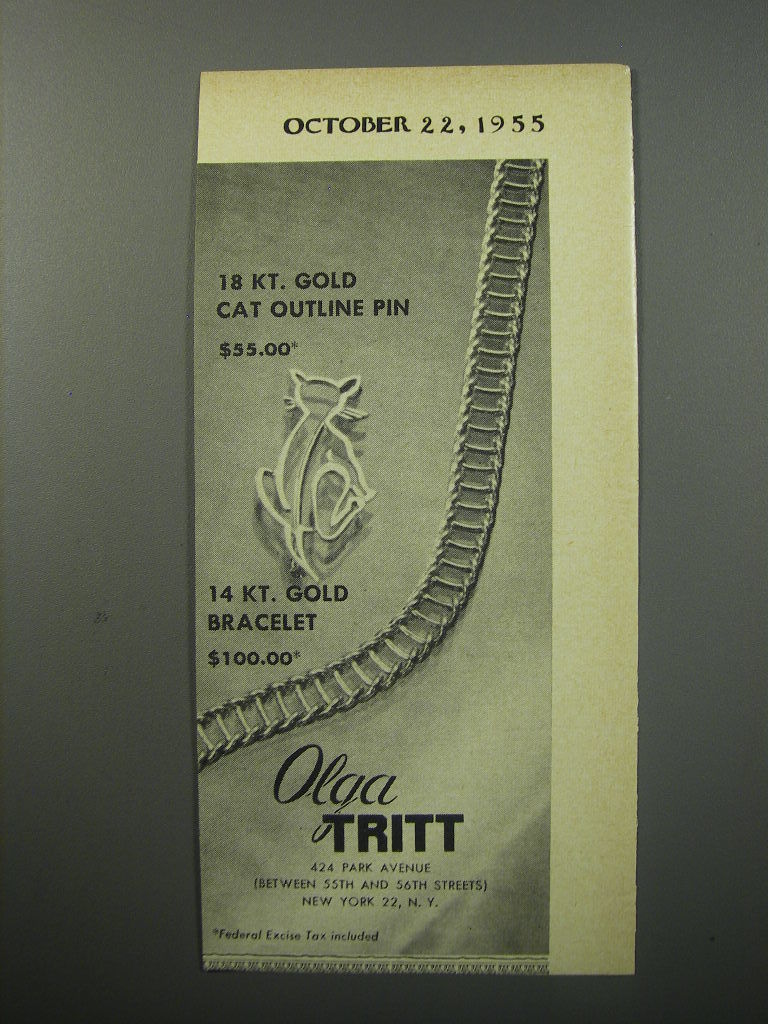 OCTOBER 22, 1955
18 KT. GOLD
CAT OUTLINE PIN
$55.00*
14 KT. GOLD
BRACELET
$100.00*
Olga
TRITT
424 PARK AVENUE
(BETWEEN 55TH AND 56TH STREETS)
NEW YORK 22, N. Y.
*Federal Excise Tax included